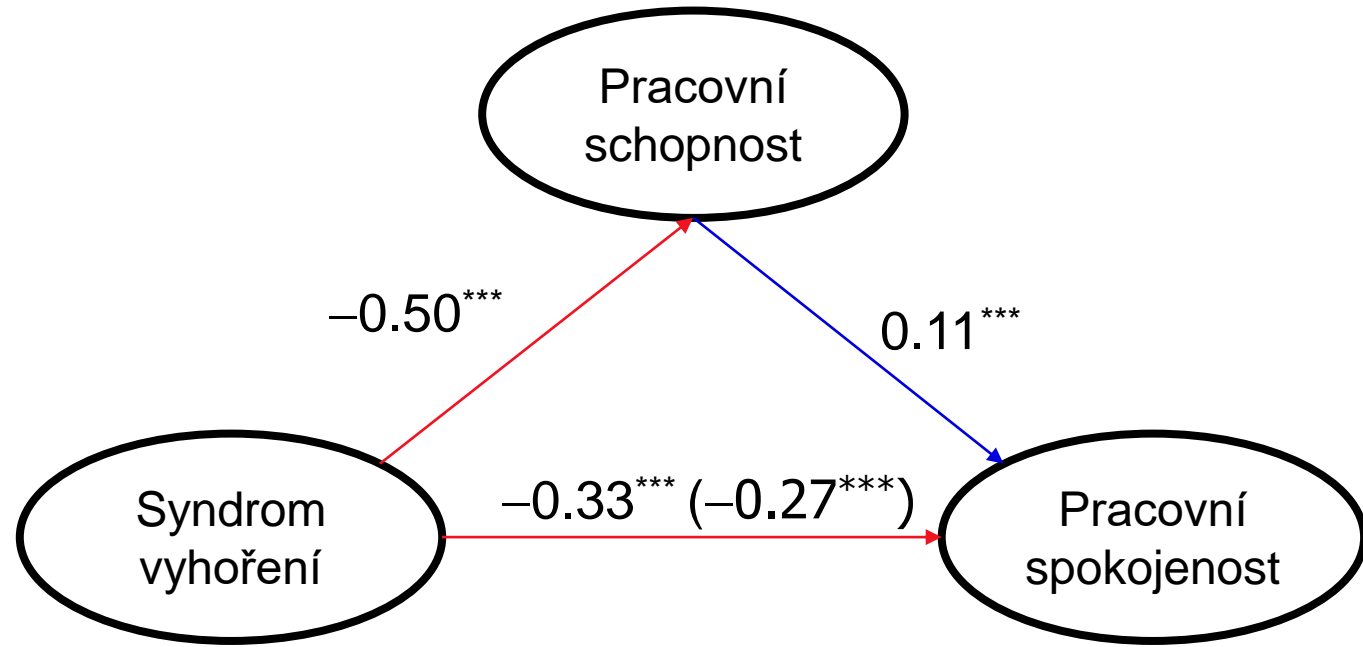 Pracovní
schopnost
–0.50***
0.11***
Syndrom
vyhoření
–0.33*** (–0.27***)
Pracovní
spokojenost